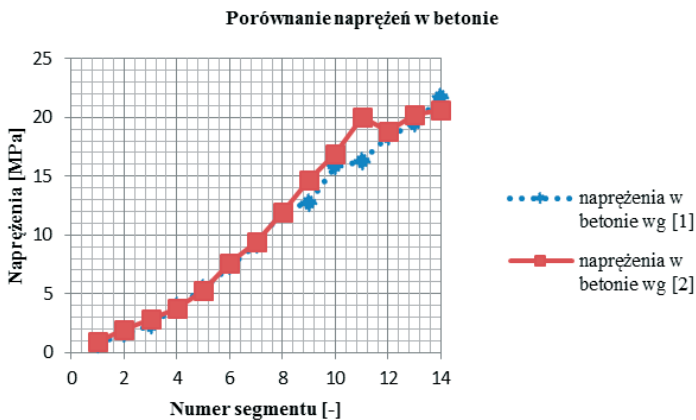 Porównanie naprężeń w betonie
Naprężenia [MPa]
25
20
15
10
5
0
0 2 4 6 8 10 12 14
Numer segmentu [-]
naprężenia w
betonie wg [1]
naprężenia w
betonie wg [2]